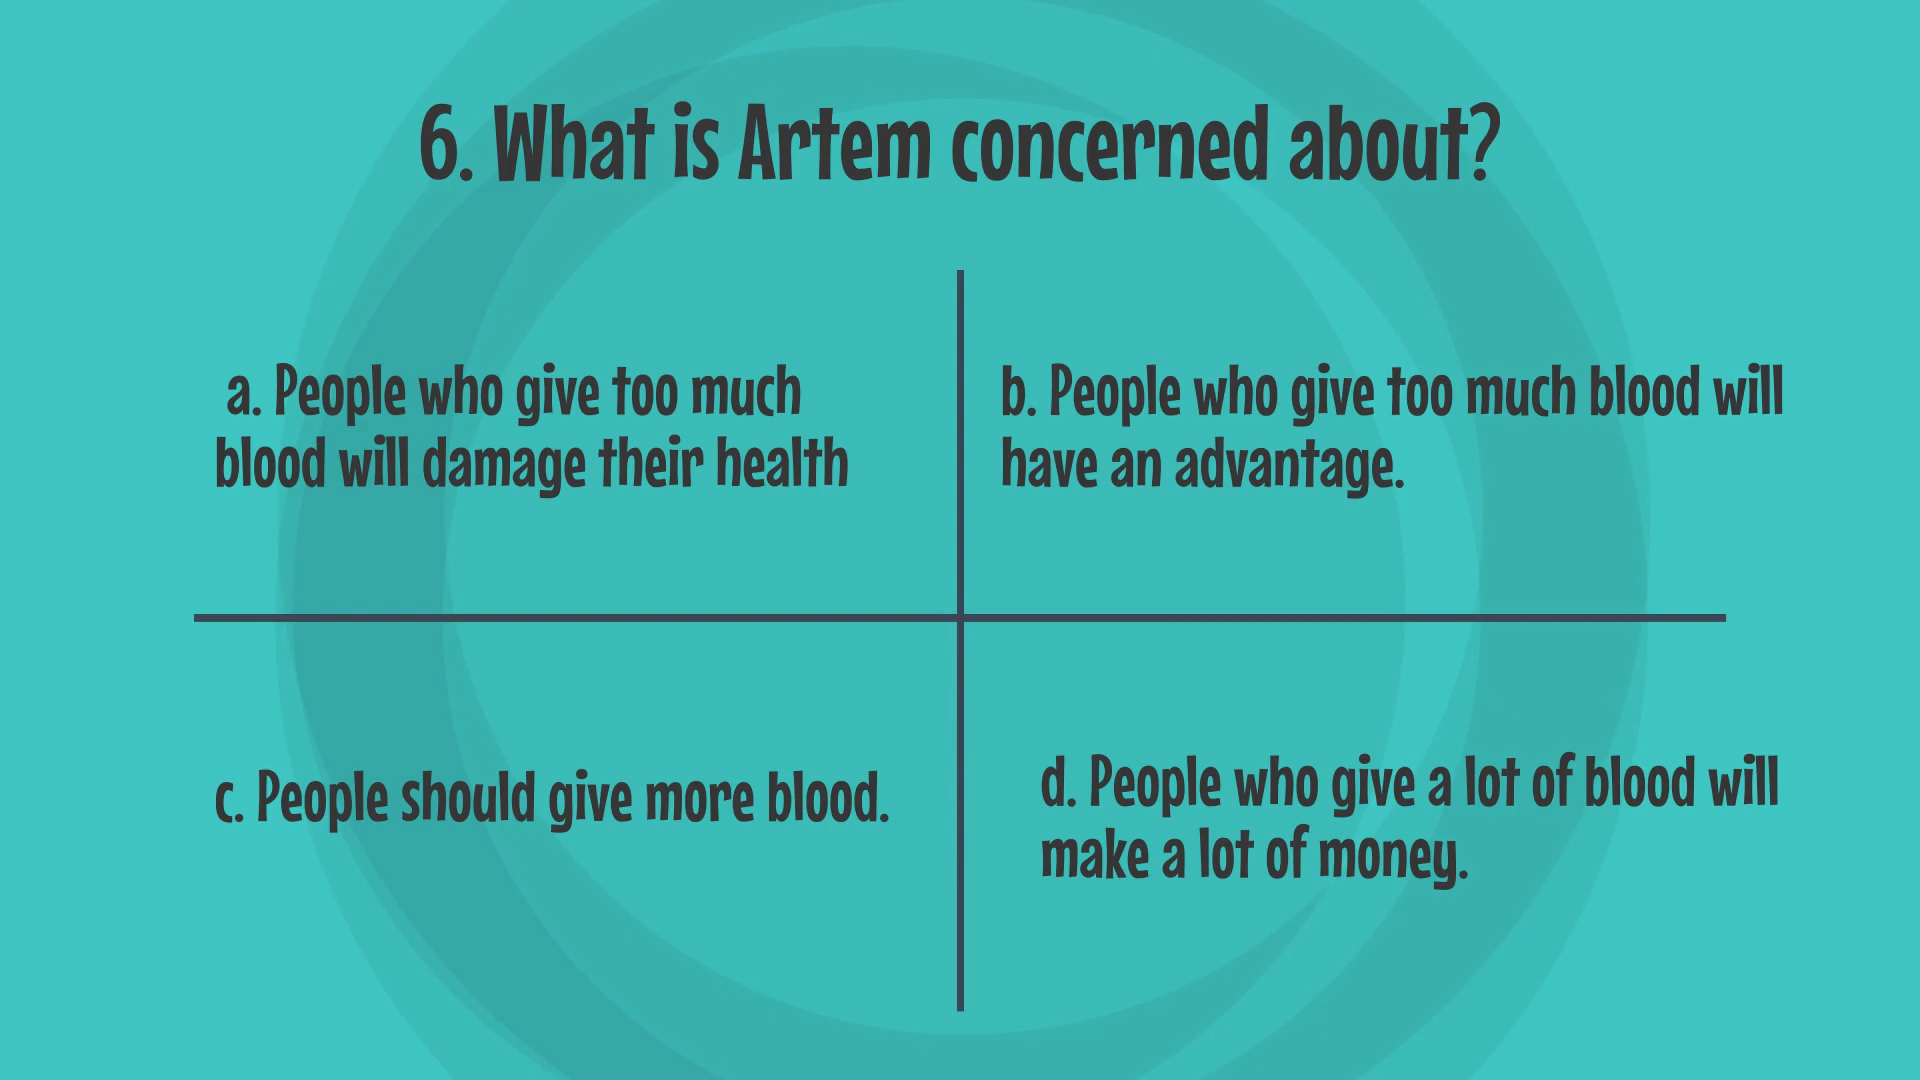 6. What is Artem concerned about?
a. People who give too much
blood will damage their health
b. People who give too much blood will
have an advantage.
c. People should give more blood.
d. People who give a lot of blood will
make a lot of money.